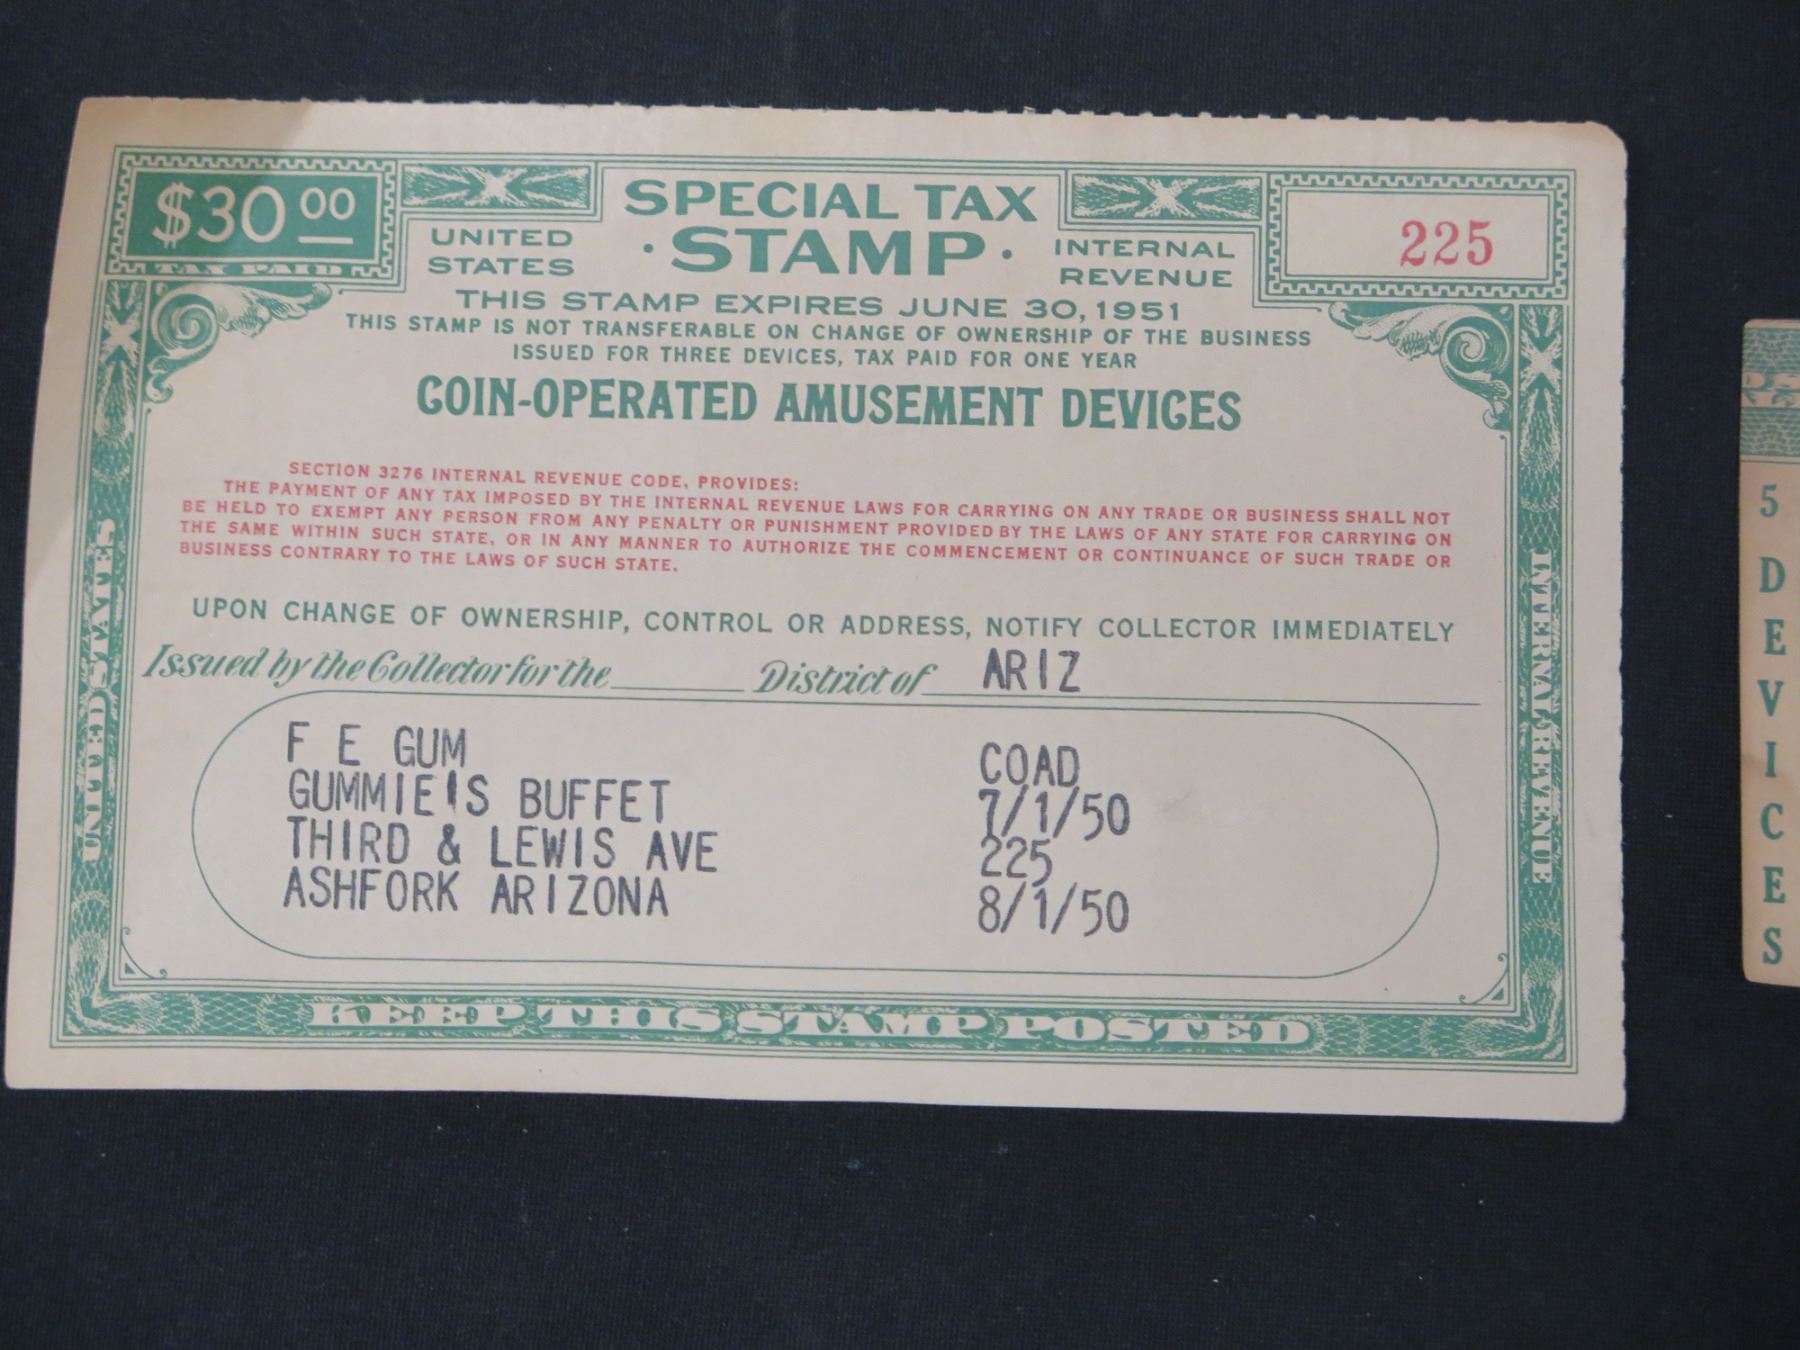 $30 00
TAX PAID
UNITED STATES
SPECIAL TAX
· STAMP ·
INTERNAL REVENUE
225
THIS STAMP EXPIRES JUNE 30, 1951
THIS STAMP IS NOT TRANSFERABLE ON CHANGE OF OWNERSHIP OF THE BUSINESS
ISSUED FOR THREE DEVICES, TAX PAID FOR ONE YEAR
COIN-OPERATED AMUSEMENT DEVICES
SECTION 3276 INTERNAL REVENUE CODE, PROVIDES:
THE PAYMENT OF ANY TAX IMPOSED BY THE INTERNAL REVENUE LAWS FOR CARRYING ON ANY TRADE OR BUSINESS SHALL NOT
BE HELD TO EXEMPT ANY PERSON FROM ANY PENALTY OR PUNISHMENT PROVIDED BY THE LAWS OF ANY STATE FOR CARRYING ON
THE SAME WITHIN SUCH STATE, OR IN ANY MANNER TO AUTHORIZE THE COMMENCEMENT OR CONTINUANCE OF SUCH TRADE OR
BUSINESS CONTRARY TO THE LAWS OF SUCH STATE.
UPON CHANGE OF OWNERSHIP, CONTROL OR ADDRESS, NOTIFY COLLECTOR IMMEDIATELY
Issued by the Collector for the District of ARIZ
F E GUM COAD
GUMMIE'S BUFFET 7/1/50
THIRD & LEWIS AVE 225
ASHFORK ARIZONA 8/1/50
KEEP THIS STAMP POSTED
UNITED STATES
INTERNAL REVENUE
5 DEVICES